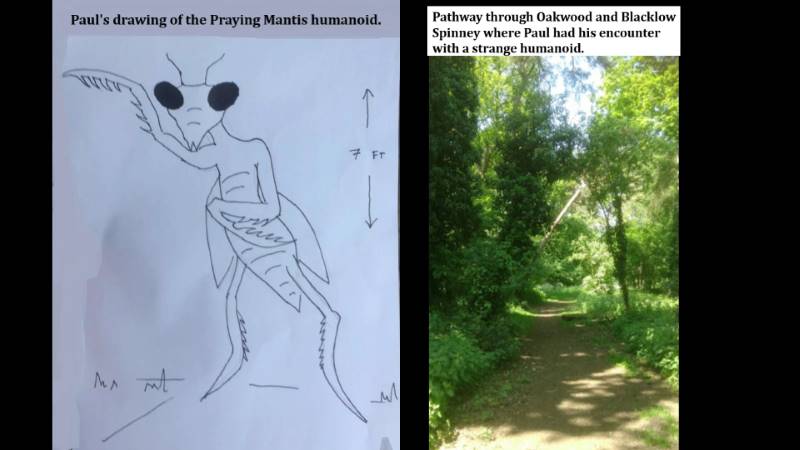 Paul's drawing of the Praying Mantis humanoid.
7 FT
Pathway through Oakwood and Blacklow
Spinney where Paul had his encounter
with a strange humanoid.